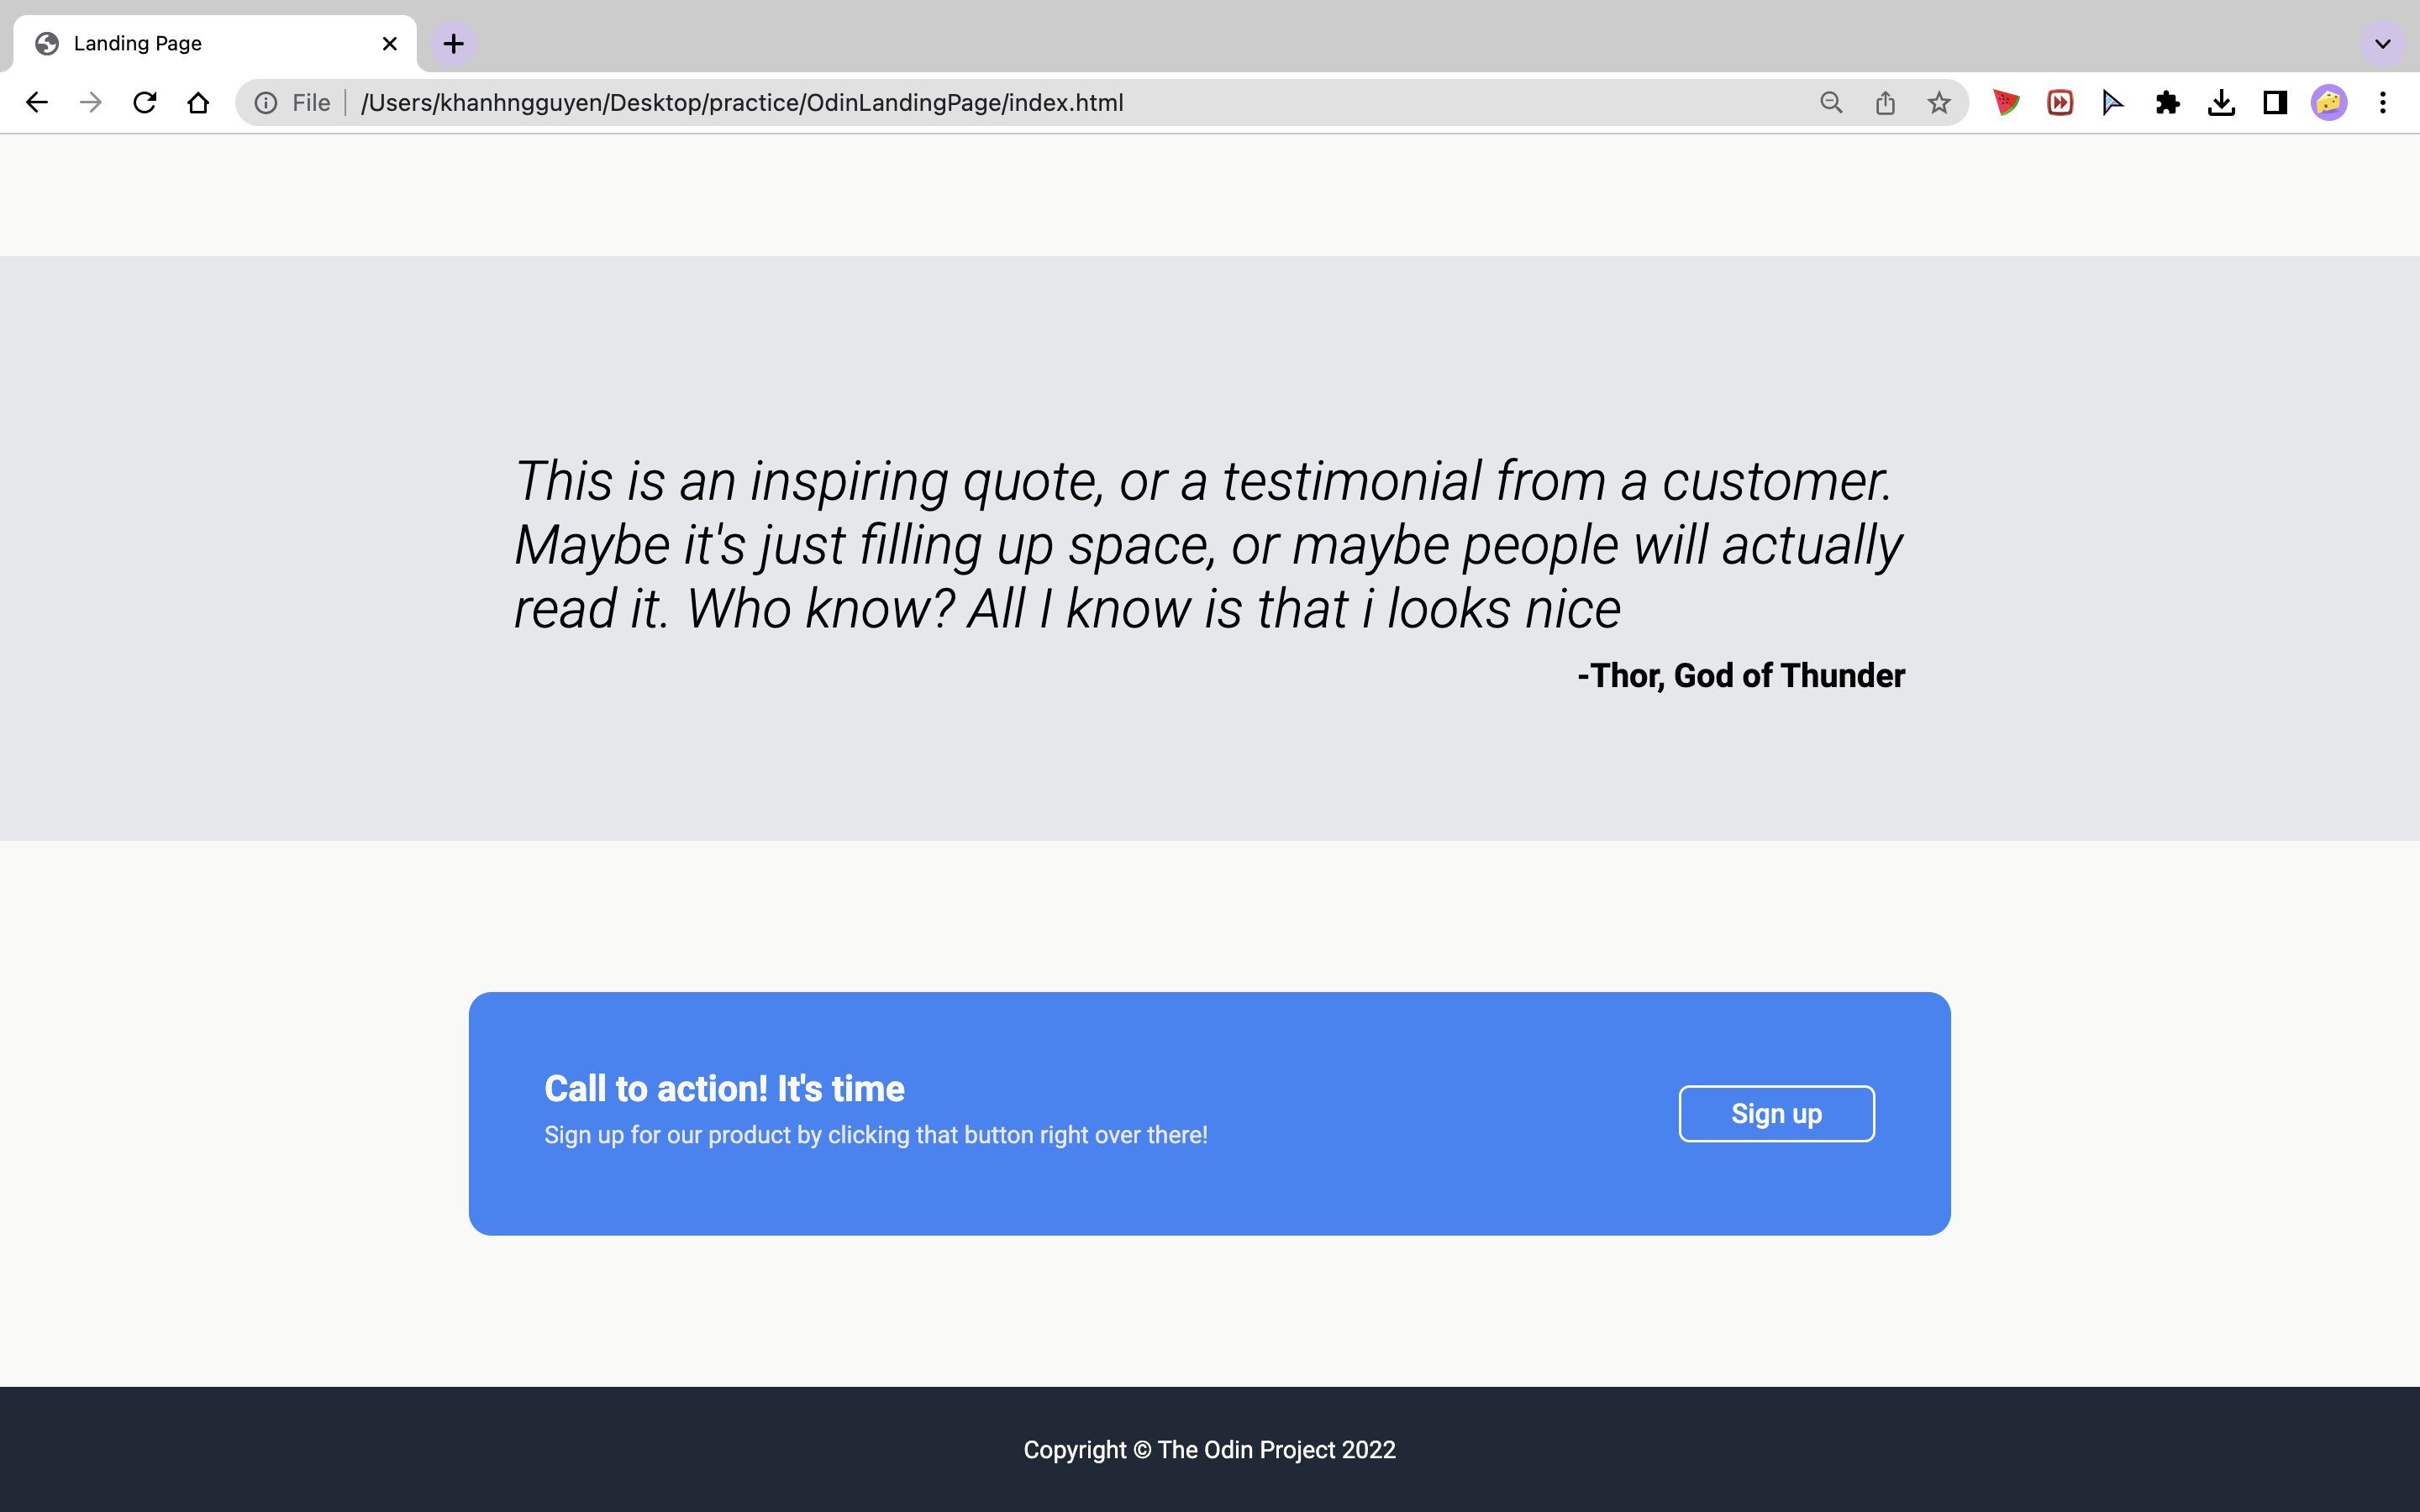 Landing Page
File /Users/khanhngguyen/Desktop/practice/OdinLandingPage/index.html
This is an inspiring quote, or a testimonial from a customer.
Maybe it's just filling up space, or maybe people will actually
read it. Who know? All I know is that i looks nice
-Thor, God of Thunder
Call to action! It's time
Sign up for our product by clicking that button right over there!
Sign up
Copyright © The Odin Project 2022